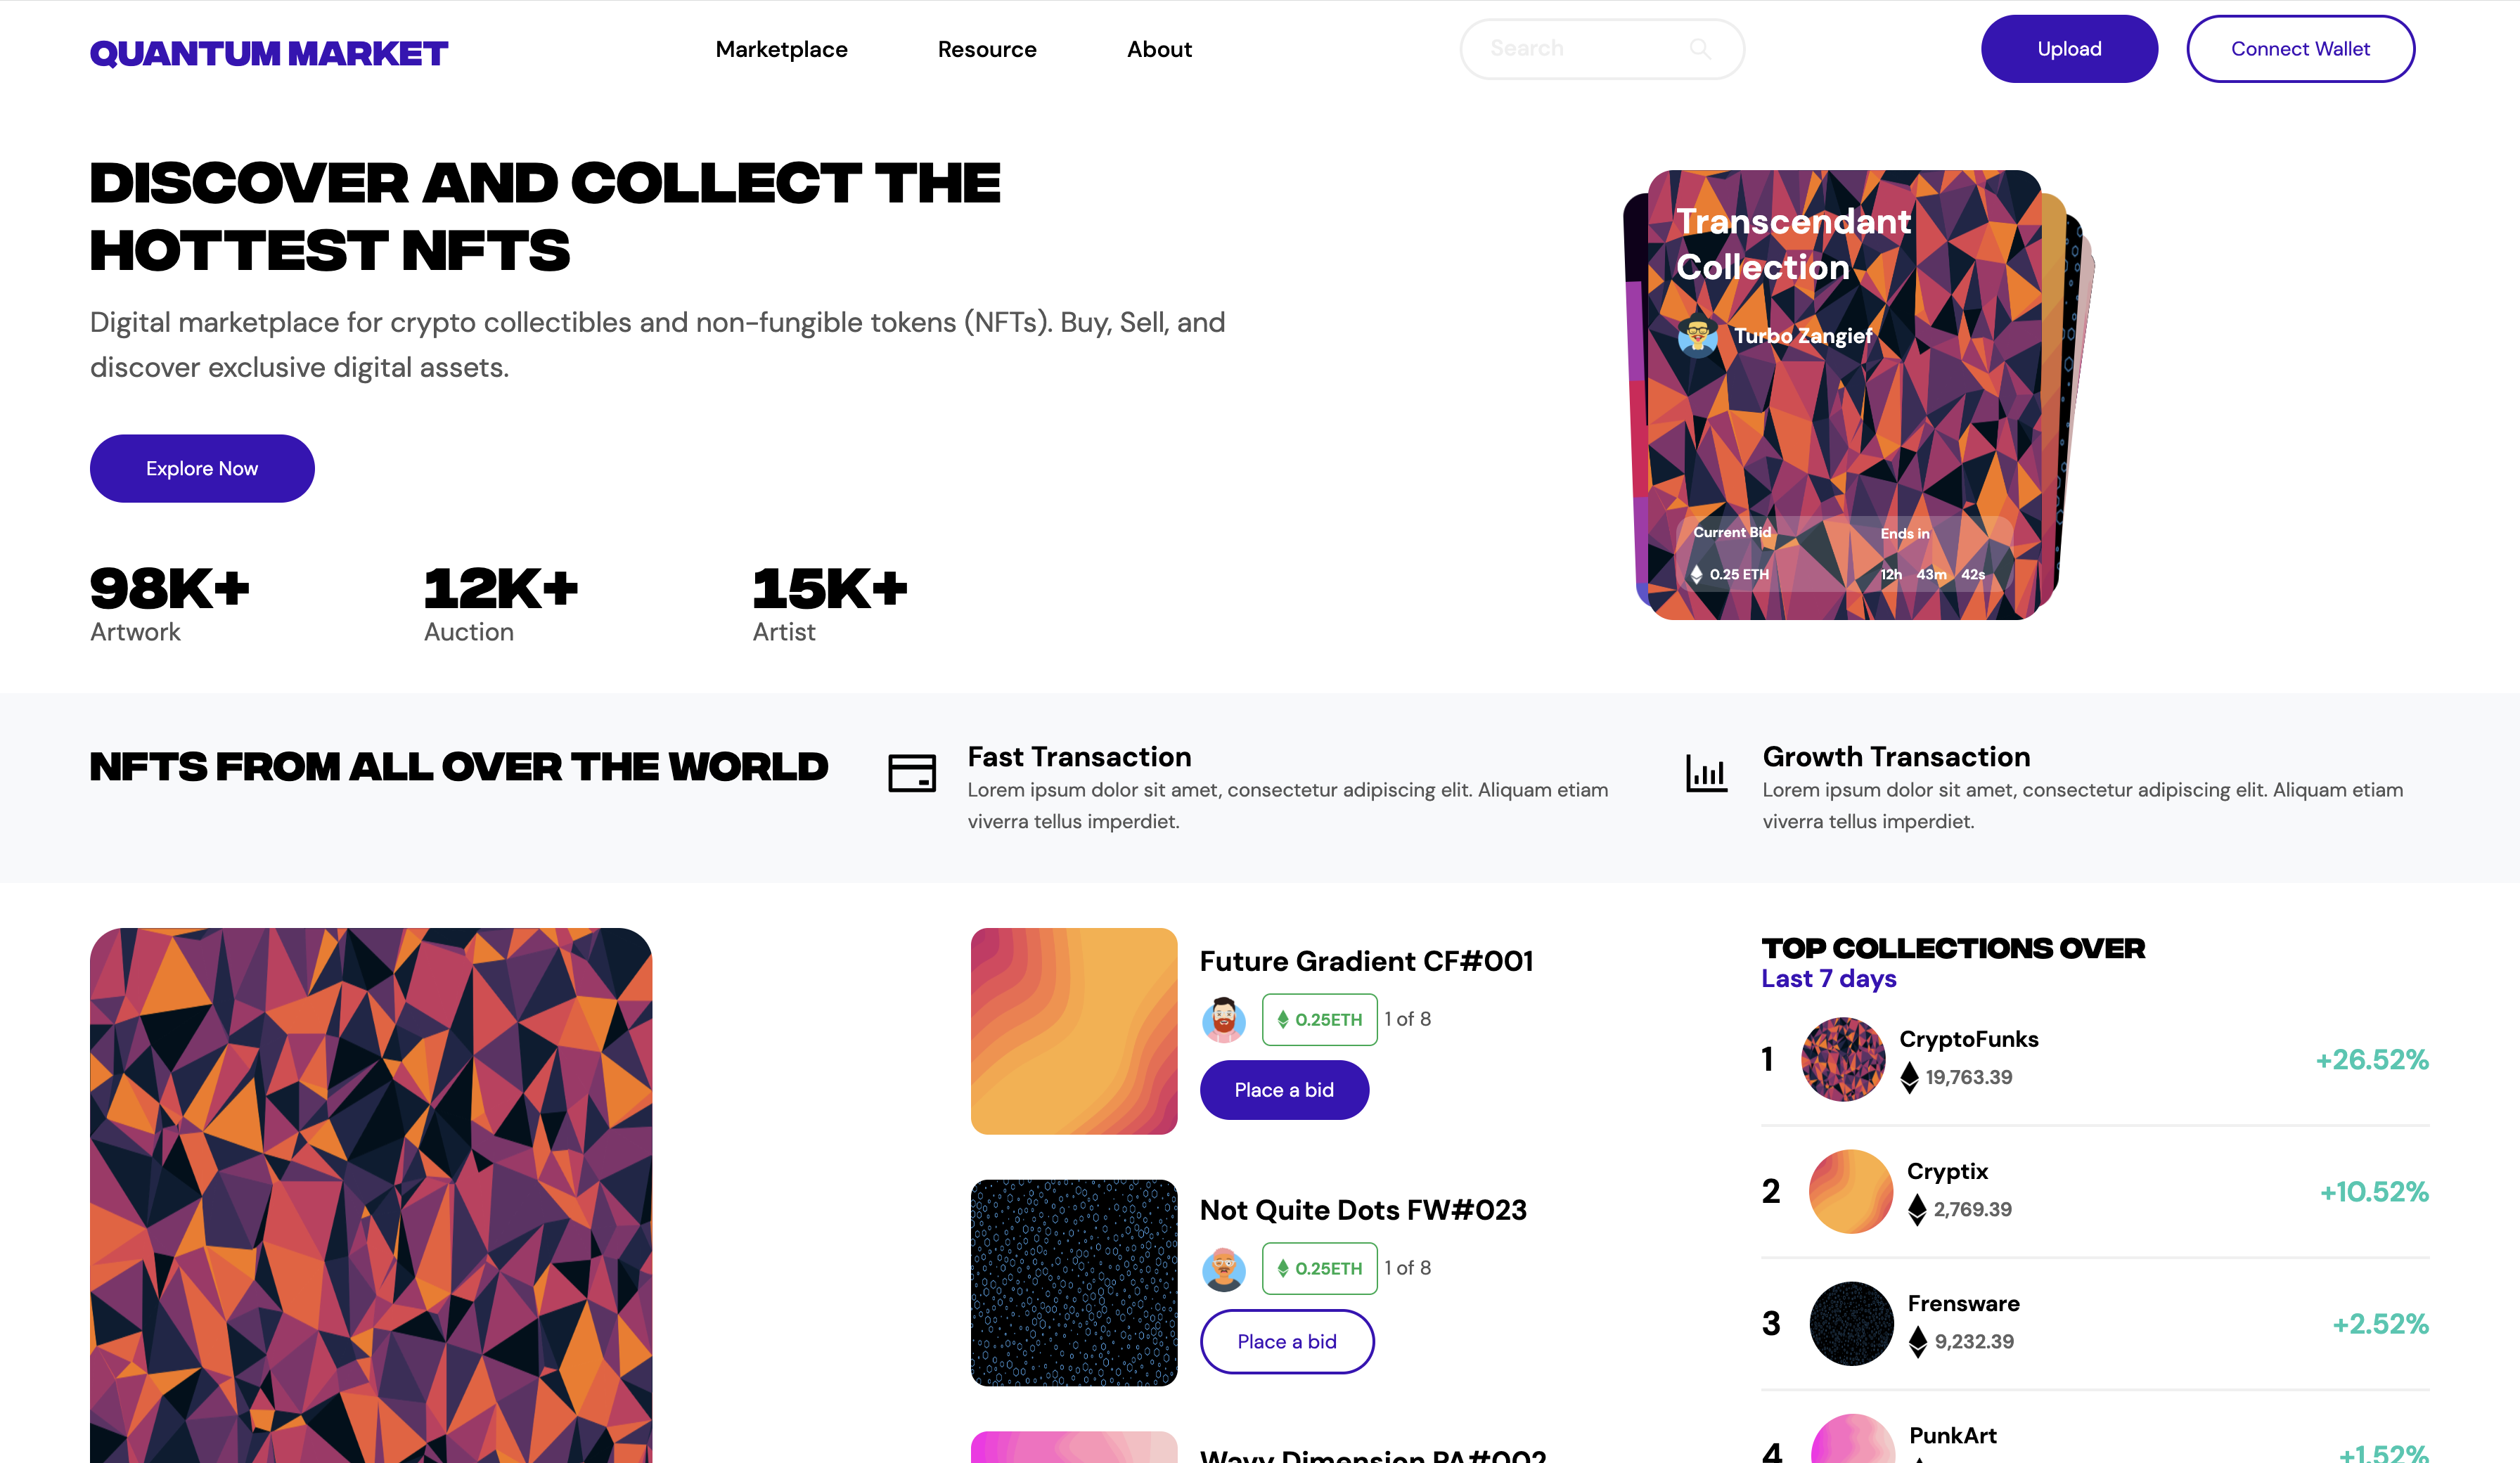 QUANTUM MARKET
Marketplace
Resource
About
Search
Upload
Connect Wallet
DISCOVER AND COLLECT THE
HOTTEST NFTS
Digital marketplace for crypto collectibles and non-fungible tokens (NFTs). Buy, Sell, and
discover exclusive digital assets.
Explore Now
98K+
Artwork
12K+
Auction
15K+
Artist
Transcendant
Collection
Turbo Zangief
Current Bid
0.25 ETH
Ends in
12h 43m 42s
NFTS FROM ALL OVER THE WORLD
Fast Transaction
Lorem ipsum dolor sit amet, consectetur adipiscing elit. Aliquam etiam
viverra tellus imperdiet.
Growth Transaction
Lorem ipsum dolor sit amet, consectetur adipiscing elit. Aliquam etiam
viverra tellus imperdiet.
Future Gradient CF#001
0.25ETH 1 of 8
Place a bid
Not Quite Dots FW#023
0.25ETH 1 of 8
Place a bid
Wavy Dimension PA#002
TOP COLLECTIONS OVER
Last 7 days
1
CryptoFunks
19,763.39
+26.52%
2
Cryptix
2,769.39
+10.52%
3
Frensware
9,232.39
+2.52%
4
PunkArt
+1.52%